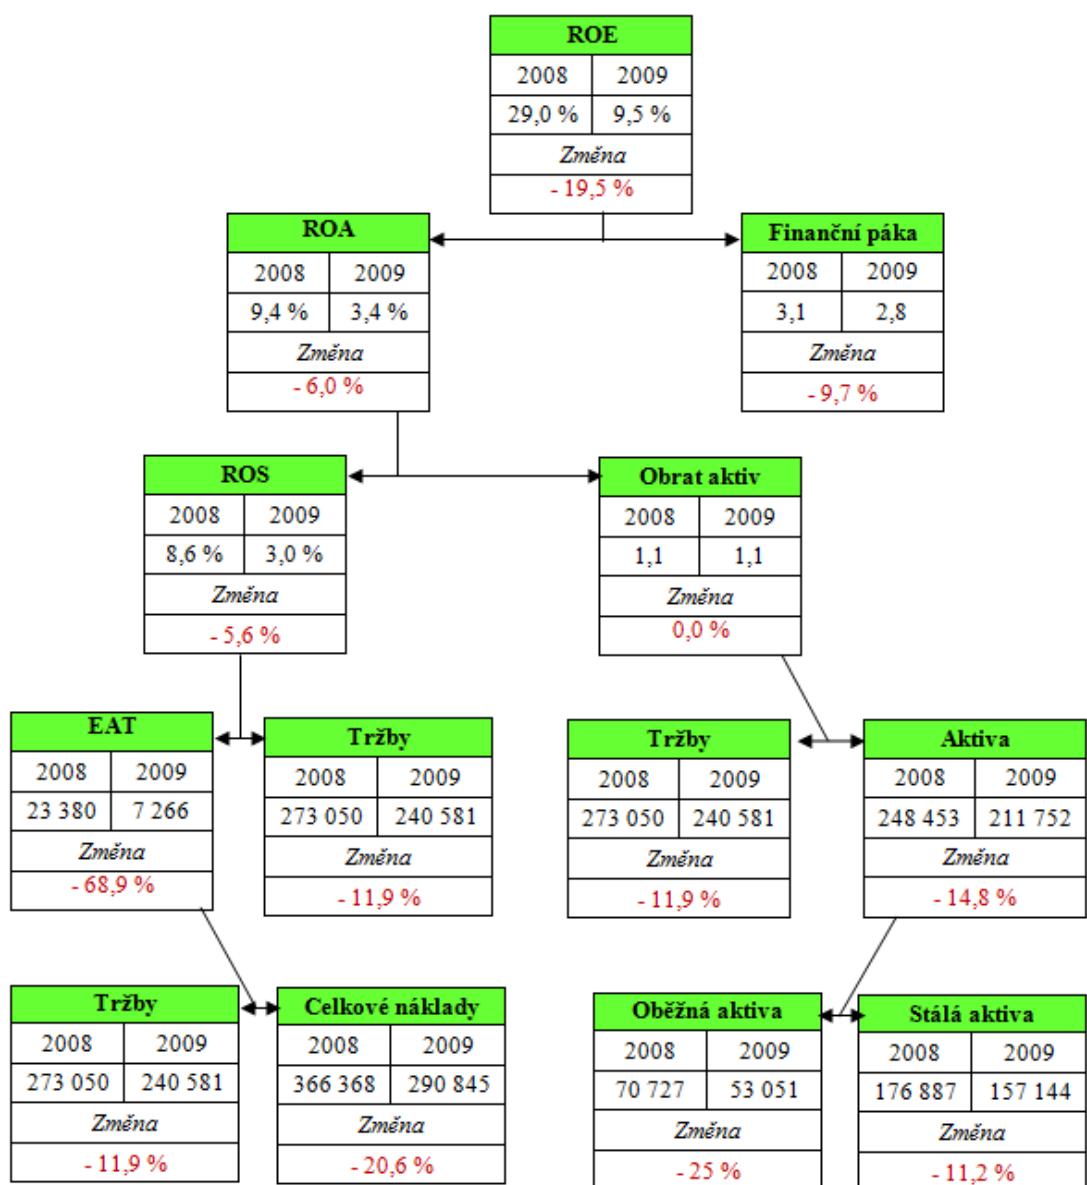 ROE
2008 2009
29,0 % 9,5 %
Změna
- 19,5 %
ROA
2008 2009
9,4 % 3,4 %
Změna
- 6,0 %
Finanční páka
2008 2009
3,1 2,8
Změna
- 9,7 %
ROS
2008 2009
8,6 % 3,0 %
Změna
- 5,6 %
Obrat aktiv
2008 2009
1,1 1,1
Změna
0,0 %
EAT
2008 2009
23 380 7 266
Změna
- 68,9 %
Tržby
2008 2009
273 050 240 581
Změna
- 11,9 %
Tržby
2008 2009
273 050 240 581
Změna
- 11,9 %
Aktiva
2008 2009
248 453 211 752
Změna
- 14,8 %
Tržby
2008 2009
273 050 240 581
Změna
- 11,9 %
Celkové náklady
2008 2009
366 368 290 845
Změna
- 20,6 %
Oběžná aktiva
2008 2009
70 727 53 051
Změna
- 25 %
Stálá aktiva
2008 2009
176 887 157 144
Změna
- 11,2 %